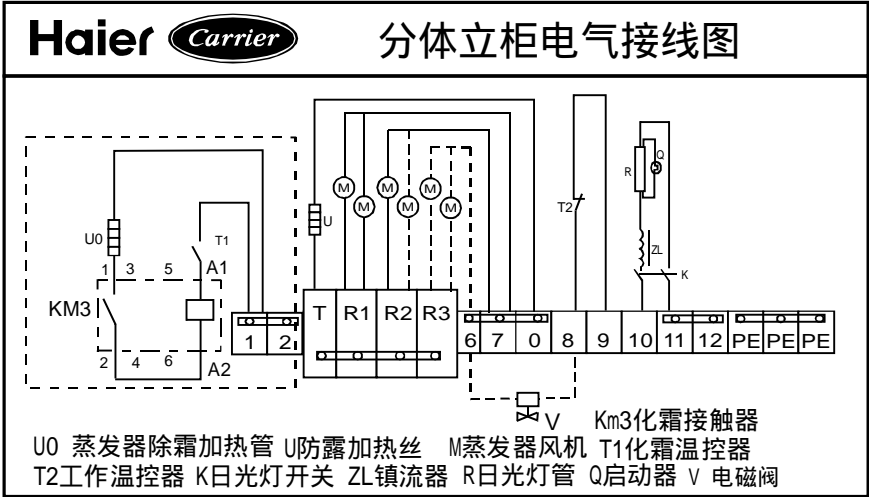 Haier Carrier 分体立柜电气接线图
M M M M M M
U
U0
T1
T2
R
Q
ZL
K
1 3 5 A1
KM3
2 4 6 A2
1 2
T R1 R2 R3
6 7 0 8 9 10 11 12 PE PE PE
V
Km3化霜接触器
U0 蒸发器除霜加热管 U防露加热丝 M蒸发器风机 T1化霜温控器
T2工作温控器 K日光灯开关 ZL镇流器 R日光灯管 Q启动器 V 电磁阀